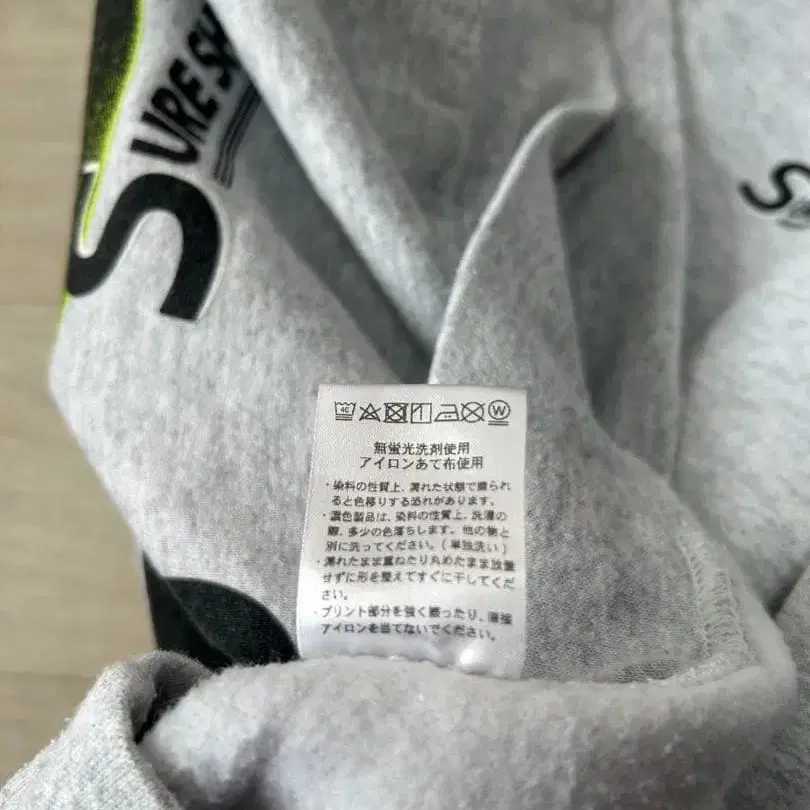 SURE SH
S
40
W
無蛍光洗剤使用
アイロンあて布使用
・染料の性質上、濡れた状態で擦られ
ると色移りする恐れがあります。
・濃色製品は、染料の性質上、洗濯の
際、多少の色落ちします。他の物と
別に洗ってください。(単独洗い)
・濡れたまま重ねたり丸めたまま放置
せずに形を整えてすぐに干してくだ
さい。
・プリント部分を強く擦ったり、直接
アイロンを当てないでください。